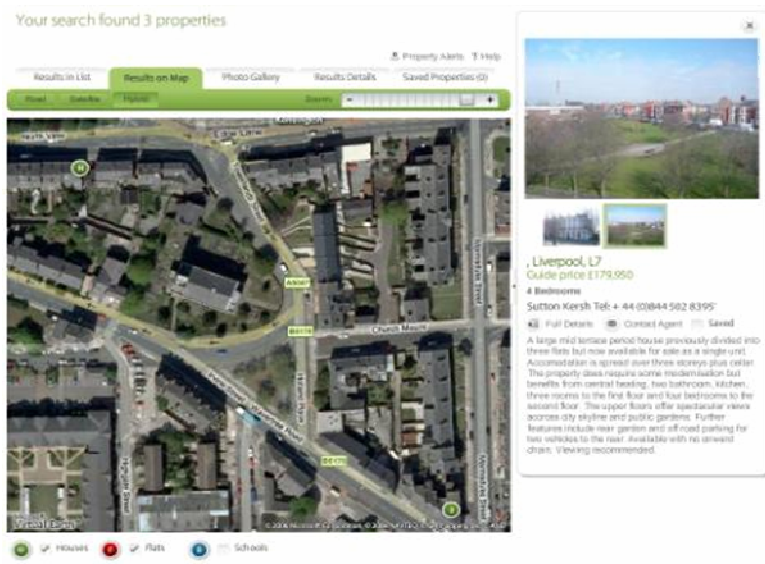 Your search found 3 properties
Property Alerts ? Help
Results in List
Results on Map
Photo Gallery
Results Details
Saved Properties (0)
Road
Satellite
Hybrid
Edge Lane
Church Mount
B5178
, Liverpool, L7
Guide price £179,950
4 Bedrooms
Sutton Kersh Tel: + 44 (0)844 502 8395*
Full Details
Contact Agent
Saved
A large mid terrace period house previously divided into
three flats but now available for sale as a single unit.
Accomodation is spread over three storeys plus cellar.
The property does require some modernisation but
benefits from central heating, two bathroom, kitchen,
three rooms to the first floor and four bedrooms to the
second floor. The upper floors offer spectacular views
accross city skyline and public gardens. Further
features include rear garden and off road parking for
two vehicles to the rear. Available with no onward
chain. Viewing recommended.
Houses
Flats
Schools